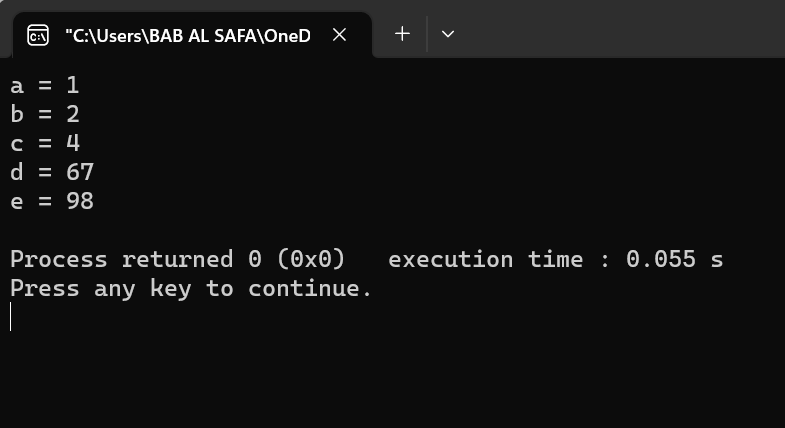 "C:\Users\BAB AL SAFA\OneD
a = 1
b = 2
c = 4
d = 67
e = 98
Process returned 0 (0x0)   execution time : 0.055 s
Press any key to continue.